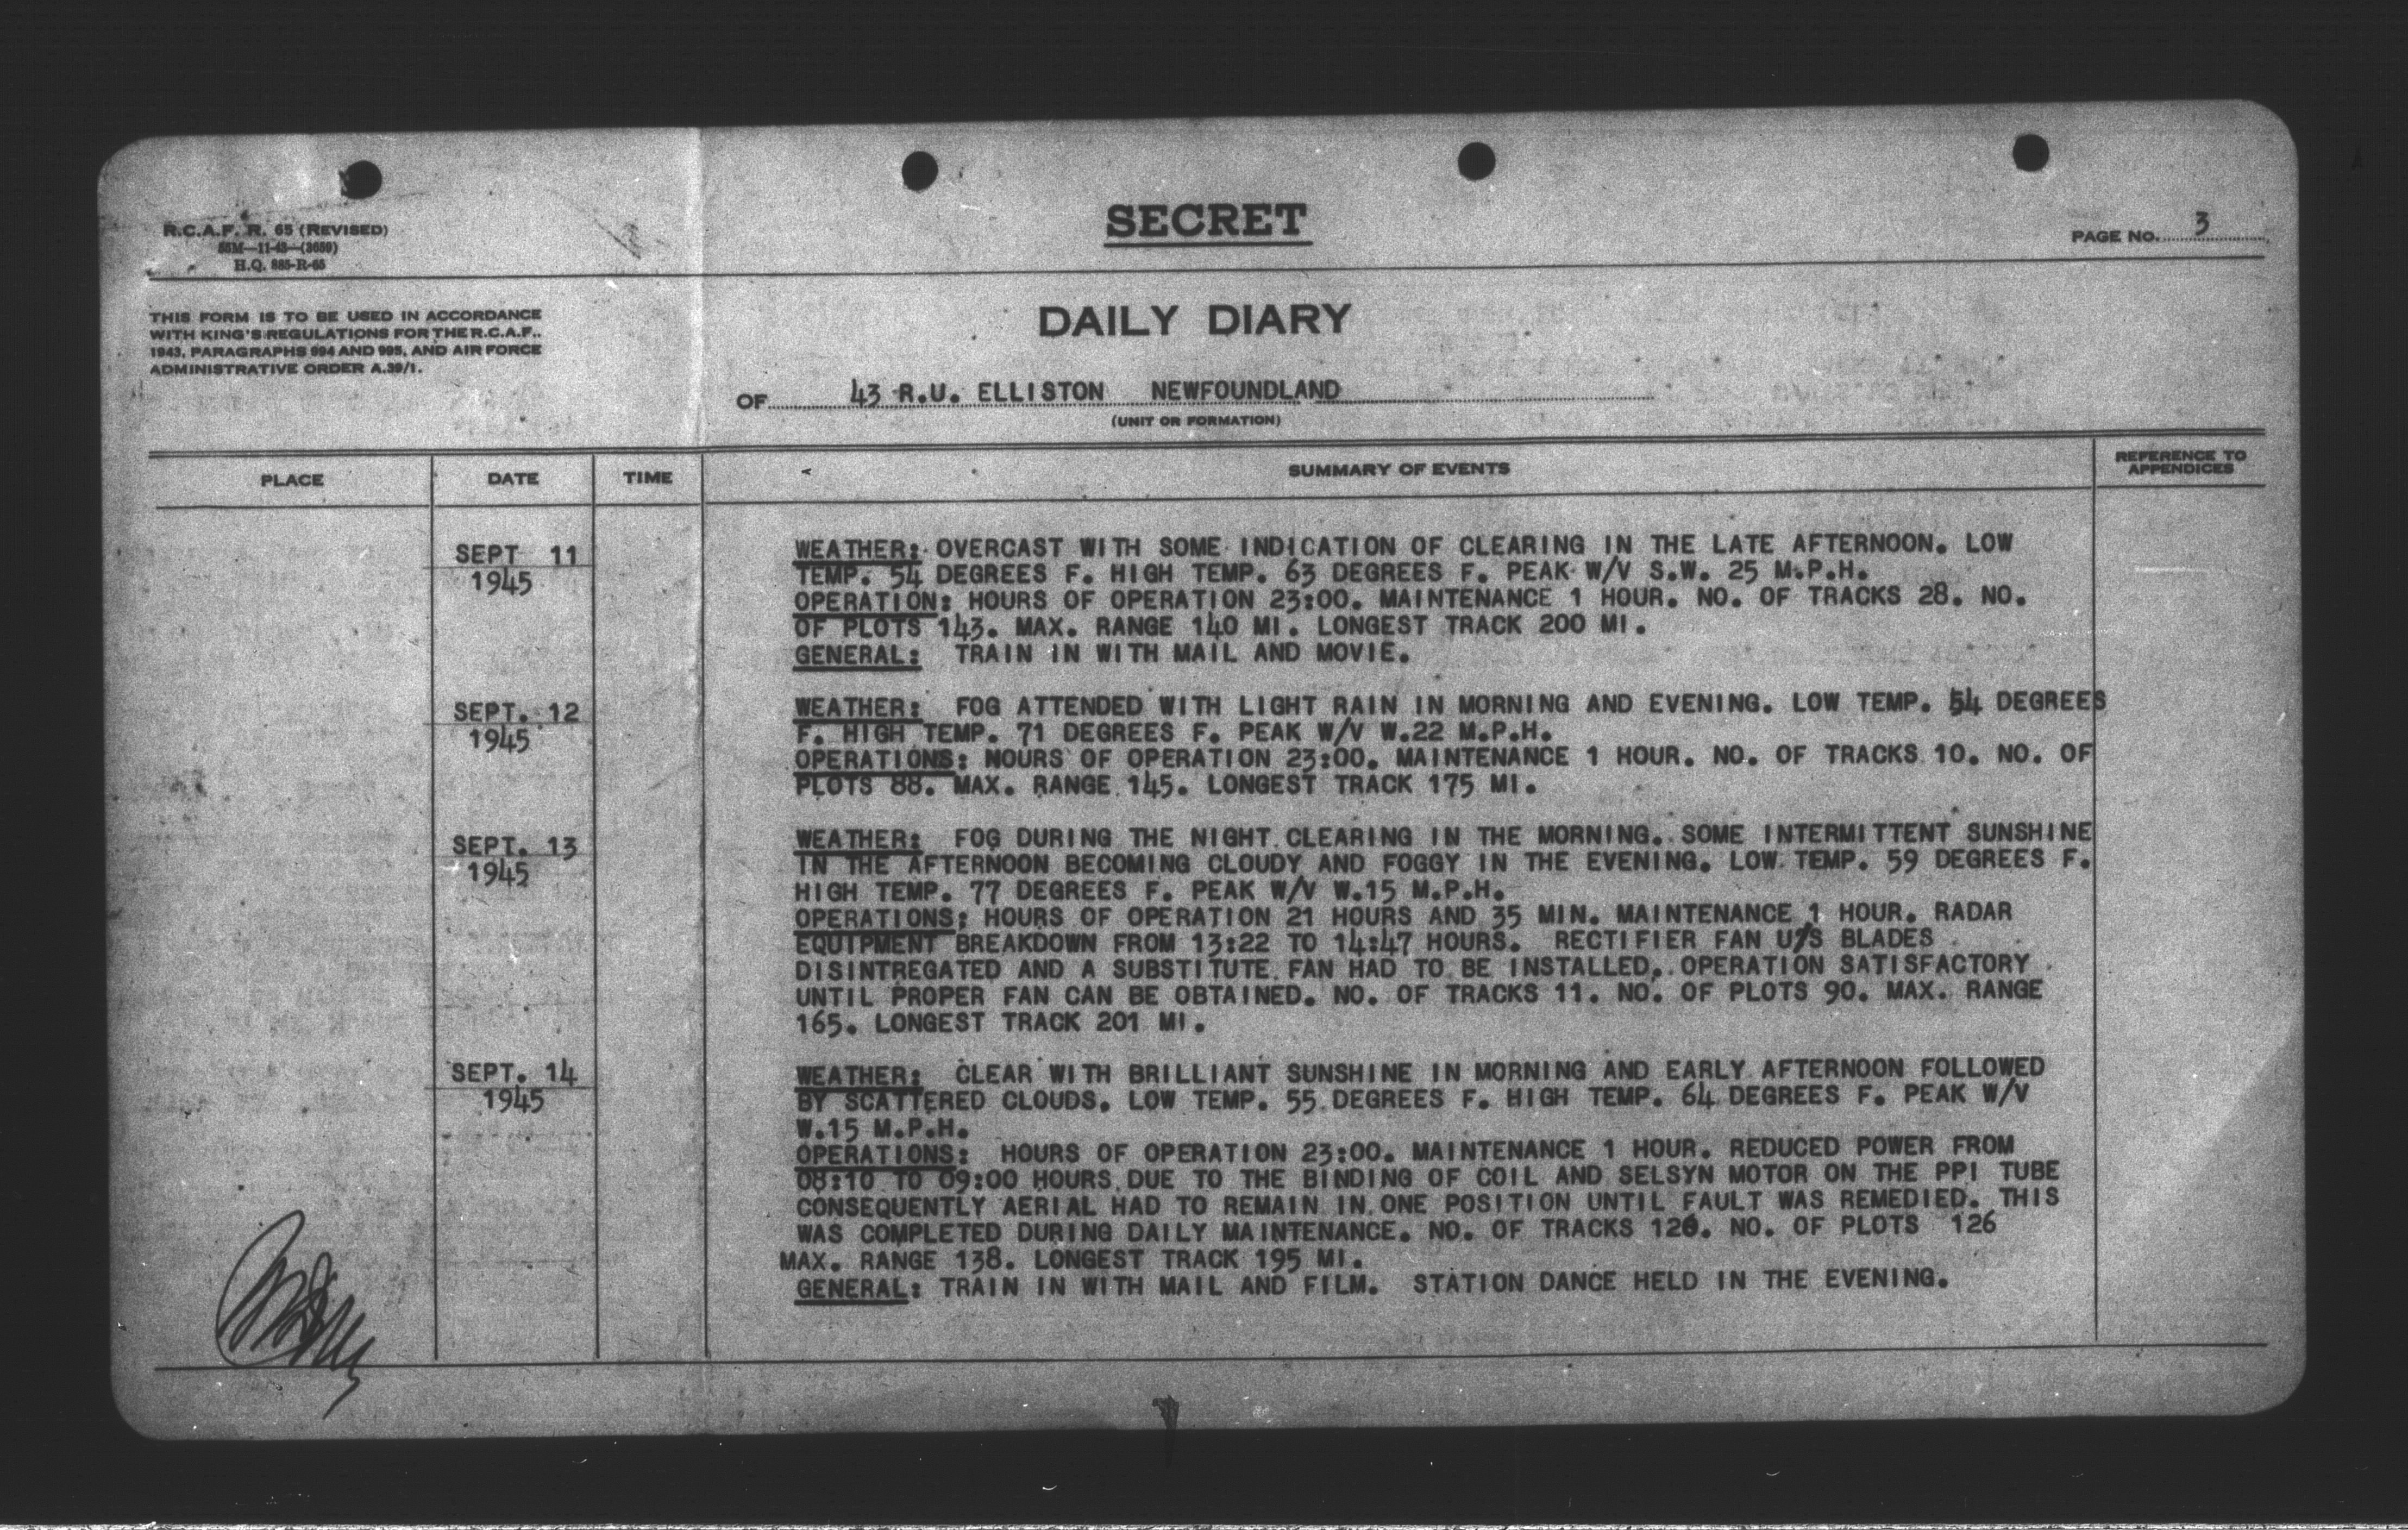 R.C.A.F. R. 65 (REVISED)
55M—11-43—(3659)
H.Q. 885-R-65
SECRET
PAGE NO. 3
THIS FORM IS TO BE USED IN ACCORDANCE
WITH KING'S REGULATIONS FOR THE R.C.A.F..
1943, PARAGRAPHS 994 AND 995, AND AIR FORCE
ADMINISTRATIVE ORDER A.39/1.
DAILY DIARY
OF 43 R.U. ELLISTON NEWFOUNDLAND
(UNIT OR FORMATION)
PLACE DATE TIME SUMMARY OF EVENTS REFERENCE TO APPENDICES
SEPT 11
1945
WEATHER: OVERCAST WITH SOME INDICATION OF CLEARING IN THE LATE AFTERNOON. LOW
TEMP. 54 DEGREES F. HIGH TEMP. 63 DEGREES F. PEAK W/V S.W. 25 M.P.H.
OPERATION: HOURS OF OPERATION 23:00. MAINTENANCE 1 HOUR. NO. OF TRACKS 28. NO.
OF PLOTS 143. MAX. RANGE 140 MI. LONGEST TRACK 200 MI.
GENERAL: TRAIN IN WITH MAIL AND MOVIE.
SEPT. 12
1945
WEATHER: FOG ATTENDED WITH LIGHT RAIN IN MORNING AND EVENING. LOW TEMP. 54 DEGREES
F. HIGH TEMP. 71 DEGREES F. PEAK W/V W.22 M.P.H.
OPERATIONS: HOURS OF OPERATION 23:00. MAINTENANCE 1 HOUR. NO. OF TRACKS 10. NO. OF
PLOTS 88. MAX. RANGE 145. LONGEST TRACK 175 MI.
SEPT. 13
1945
WEATHER: FOG DURING THE NIGHT CLEARING IN THE MORNING. SOME INTERMITTENT SUNSHINE
IN THE AFTERNOON BECOMING CLOUDY AND FOGGY IN THE EVENING. LOW TEMP. 59 DEGREES F.
HIGH TEMP. 77 DEGREES F. PEAK W/V W.15 M.P.H.
OPERATIONS: HOURS OF OPERATION 21 HOURS AND 35 MIN. MAINTENANCE 1 HOUR. RADAR
EQUIPMENT BREAKDOWN FROM 13:22 TO 14:47 HOURS. RECTIFIER FAN U/S BLADES
DISINTREGATED AND A SUBSTITUTE FAN HAD TO BE INSTALLED. OPERATION SATISFACTORY
UNTIL PROPER FAN CAN BE OBTAINED. NO. OF TRACKS 11. NO. OF PLOTS 90. MAX. RANGE
165. LONGEST TRACK 201 MI.
SEPT. 14
1945
WEATHER: CLEAR WITH BRILLIANT SUNSHINE IN MORNING AND EARLY AFTERNOON FOLLOWED
BY SCATTERED CLOUDS. LOW TEMP. 55 DEGREES F. HIGH TEMP. 64 DEGREES F. PEAK W/V
W.15 M.P.H.
OPERATIONS: HOURS OF OPERATION 23:00. MAINTENANCE 1 HOUR. REDUCED POWER FROM
08:10 TO 09:00 HOURS DUE TO THE BINDING OF COIL AND SELSYN MOTOR ON THE PPI TUBE
CONSEQUENTLY AERIAL HAD TO REMAIN IN ONE POSITION UNTIL FAULT WAS REMEDIED. THIS
WAS COMPLETED DURING DAILY MAINTENANCE. NO. OF TRACKS 126. NO. OF PLOTS 126
MAX. RANGE 138. LONGEST TRACK 195 MI.
GENERAL: TRAIN IN WITH MAIL AND FILM. STATION DANCE HELD IN THE EVENING.